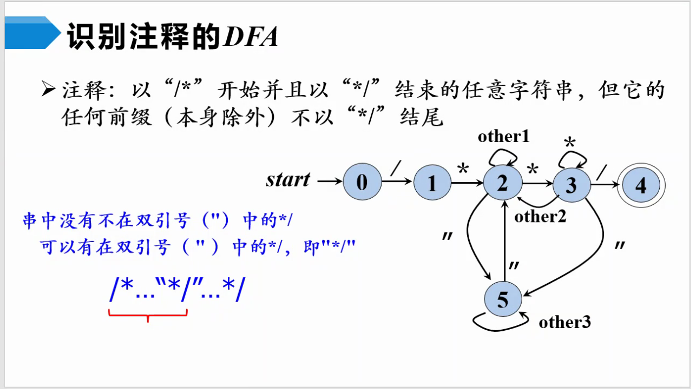 识别注释的DFA
注释：以“/*”开始并且以“*/”结束的任意字符串，但它的
任何前缀（本身除外）不以“*/”结尾
other1
start
/
*
*
*
/
0
1
2
3
4
other2
串中没有不在双引号（"）中的*/
可以有在双引号（"）中的*/，即"*/"
"
"
"
/*…“*/”…*/
5
other3